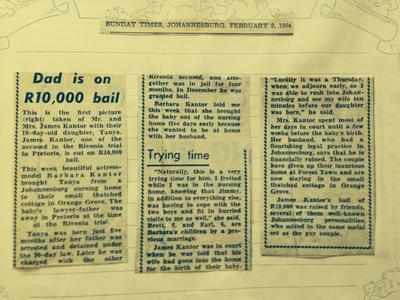 SUNDAY TIMES, JOHANNESBURG, FEBRUARY 9, 1964
Dad is on
R10,000 bail
This is the first picture
(right) taken of Mr. and
Mrs. James Kantor with their
10-day-old daughter, Tanya.
James Kantor, one of the
accused in the Rivonia trial
in Pretoria, is out on R10,000
bail.
This week beautiful actress-
model Barbara Kantor
brought Tanya from a
Johannesburg nursing home
to their thatched
cottage in Orange Grove. The
baby's lawyer-father was
away in Pretoria at the time
at the Rivonia trial.
Tanya was born just five
months after her father was
arrested and detained under
the 90-day law. Later he was
charged with the other
Rivonia accused, and alto-
gether was in jail for four
months. In December he was
granted bail.
Barbara Kantor told me
this week that she brought
the baby out of the nursing
home five days early because
she wanted to be at home
with her husband.
Trying time
"Naturally, this is a very
trying time for him. I fretted
while I was in the nursing
home, knowing that Jimmy,
in addition to everything else,
was having to cope with the
two boys and fit in hurried
visits to me as well," she said.
Brett, 6, and Earl, 4, are
Barbara's children by a pre-
vious marriage.
James Kantor was in court
when he was told that his
wife had gone into the home
for the birth of their baby.
"Luckily it was a Thursday,
when we adjourn early, so I
was able to rush into Johan-
nesburg and see my wife ten
minutes before our daughter
was born," he said.
Mrs. Kantor spent most of
her days in court until a few
weeks before the baby's birth.
Her husband, who had a
flourishing legal practice in
Johannesburg, says that he is
financially ruined. The couple
have given up their luxurious
home at Forest Town and are
now staying in the small
thatched cottage in Orange
Grove.
James Kantor's bail of
R10,000 was raised by friends,
several of them well-known
Johannesburg personalities,
who mixed in the same social
set as the gay couple.